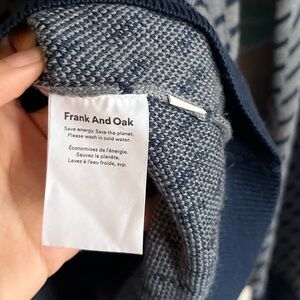 Frank And Oak
Save energy. Save the planet.
Please wash in cold water.
Économisez de l'énergie.
Sauvez la planète.
Lavez à l'eau froide, svp.